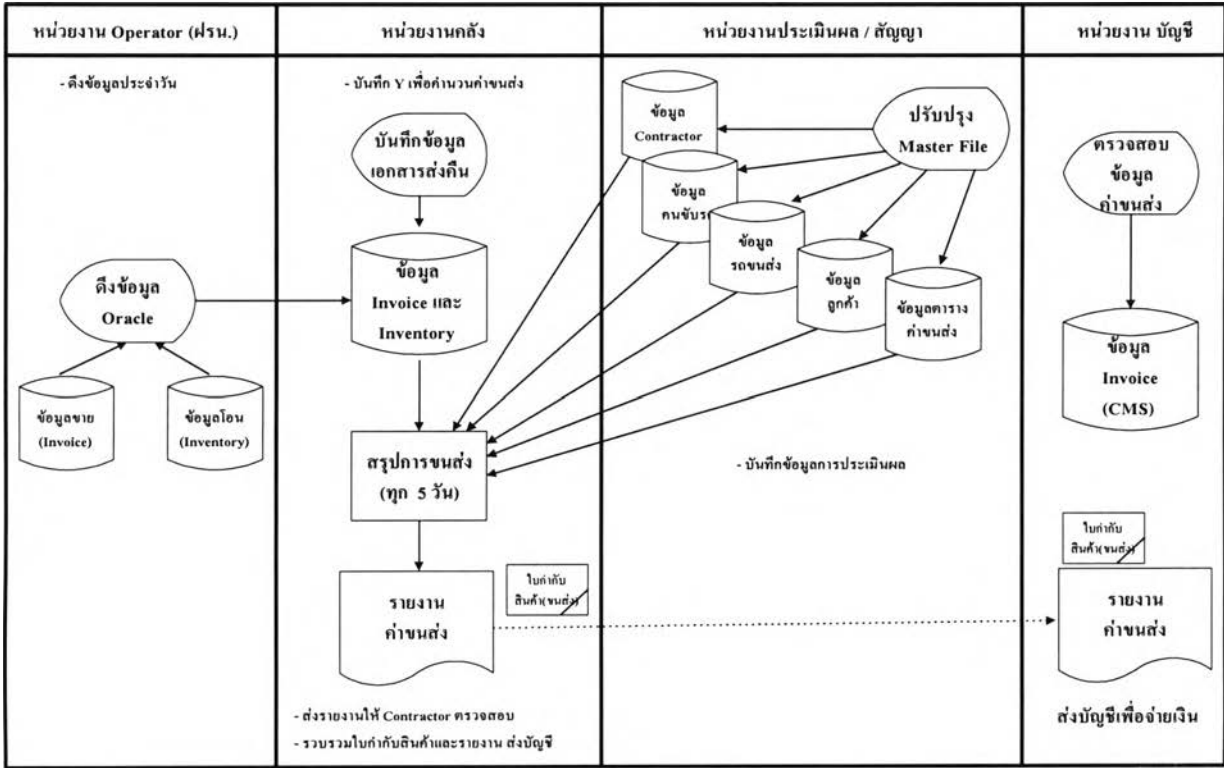 หน่วยงาน Operator (ฝรน.)
หน่วยงานคลัง
หน่วยงานประเมินผล / สัญญา
หน่วยงาน บัญชี
- ดึงข้อมูลประจำวัน
ดึงข้อมูล
Oracle
ข้อมูลขาย
(Invoice)
ข้อมูลโอน
(Inventory)
- บันทึก Y เพื่อคำนวนค่าขนส่ง
บันทึกข้อมูล
เอกสารส่งคืน
ข้อมูล
Invoice และ
Inventory
สรุปการขนส่ง
(ทุก 5 วัน)
รายงาน
ค่าขนส่ง
ใบกำกับ
สินค้า(ขนส่ง)
- ส่งรายงานให้ Contractor ตรวจสอบ
- รวบรวมใบกำกับสินค้าและรายงาน ส่งบัญชี
ข้อมูล
Contractor
ปรับปรุง
Master File
ข้อมูล
คนขับรถ
ข้อมูล
รถขนส่ง
ข้อมูล
ลูกค้า
ข้อมูลตาราง
ค่าขนส่ง
- บันทึกข้อมูลการประเมินผล
ตรวจสอบ
ข้อมูล
ค่าขนส่ง
ข้อมูล
Invoice
(CMS)
ใบกำกับ
สินค้า(ขนส่ง)
รายงาน
ค่าขนส่ง
ส่งบัญชีเพื่อจ่ายเงิน